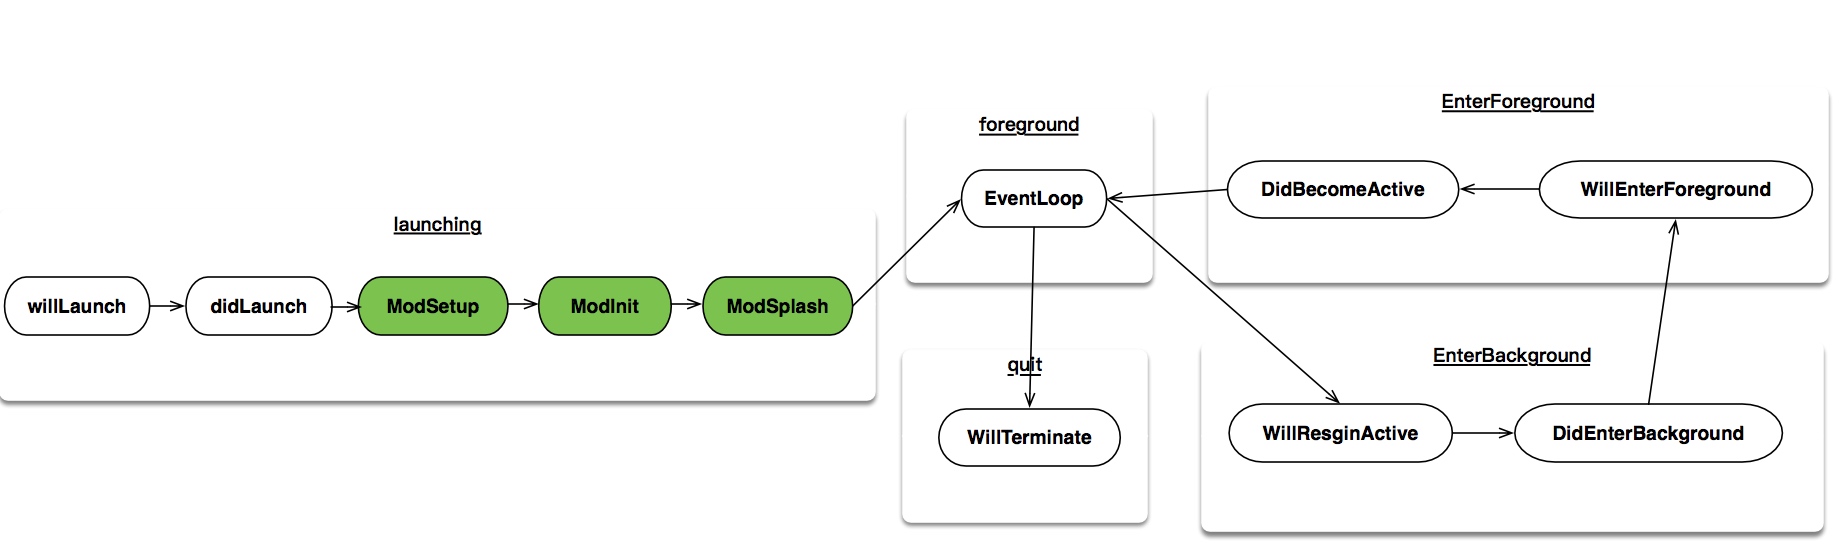 launching
willLaunch
didLaunch
ModSetup
ModInit
ModSplash
foreground
EventLoop
quit
WillTerminate
EnterForeground
DidBecomeActive
WillEnterForeground
EnterBackground
WillResginActive
DidEnterBackground